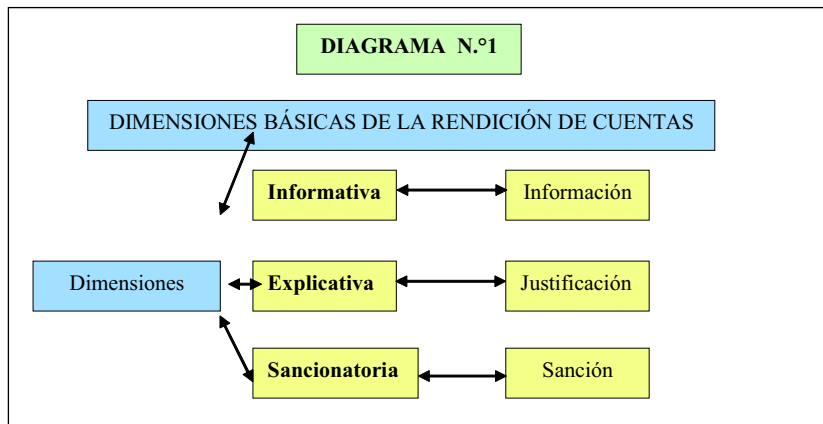 DIAGRAMA N.°1
DIMENSIONES BÁSICAS DE LA RENDICIÓN DE CUENTAS
Informativa
Información
Dimensiones
Explicativa
Justificación
Sancionatoria
Sanción